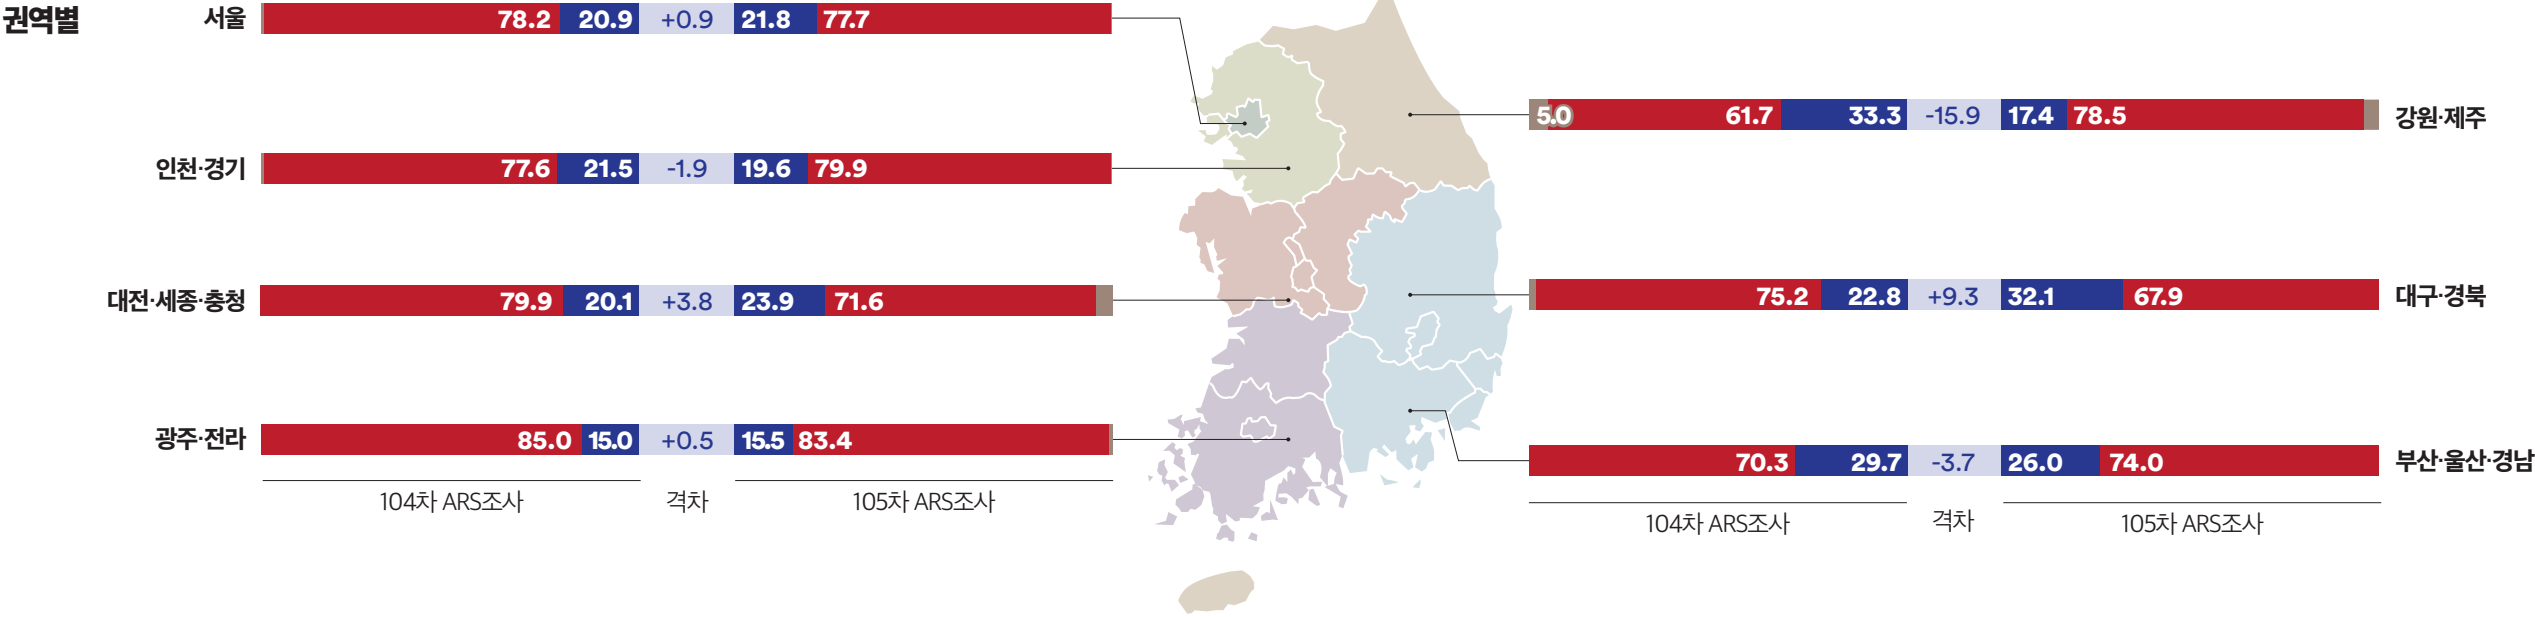 권역별
서울 78.2 20.9 +0.9 21.8 77.7
인천·경기 77.6 21.5 -1.9 19.6 79.9
대전·세종·충청 79.9 20.1 +3.8 23.9 71.6
광주·전라 85.0 15.0 +0.5 15.5 83.4
104차 ARS조사 격차 105차 ARS조사
5.0 61.7 33.3 -15.9 17.4 78.5 강원·제주
75.2 22.8 +9.3 32.1 67.9 대구·경북
70.3 29.7 -3.7 26.0 74.0 부산·울산·경남
104차 ARS조사 격차 105차 ARS조사